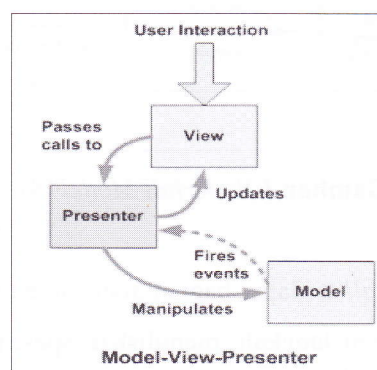 User Interaction
Passes
calls to
View
Updates
Presenter
Fires
events
Model
Manipulates
Model-View-Presenter